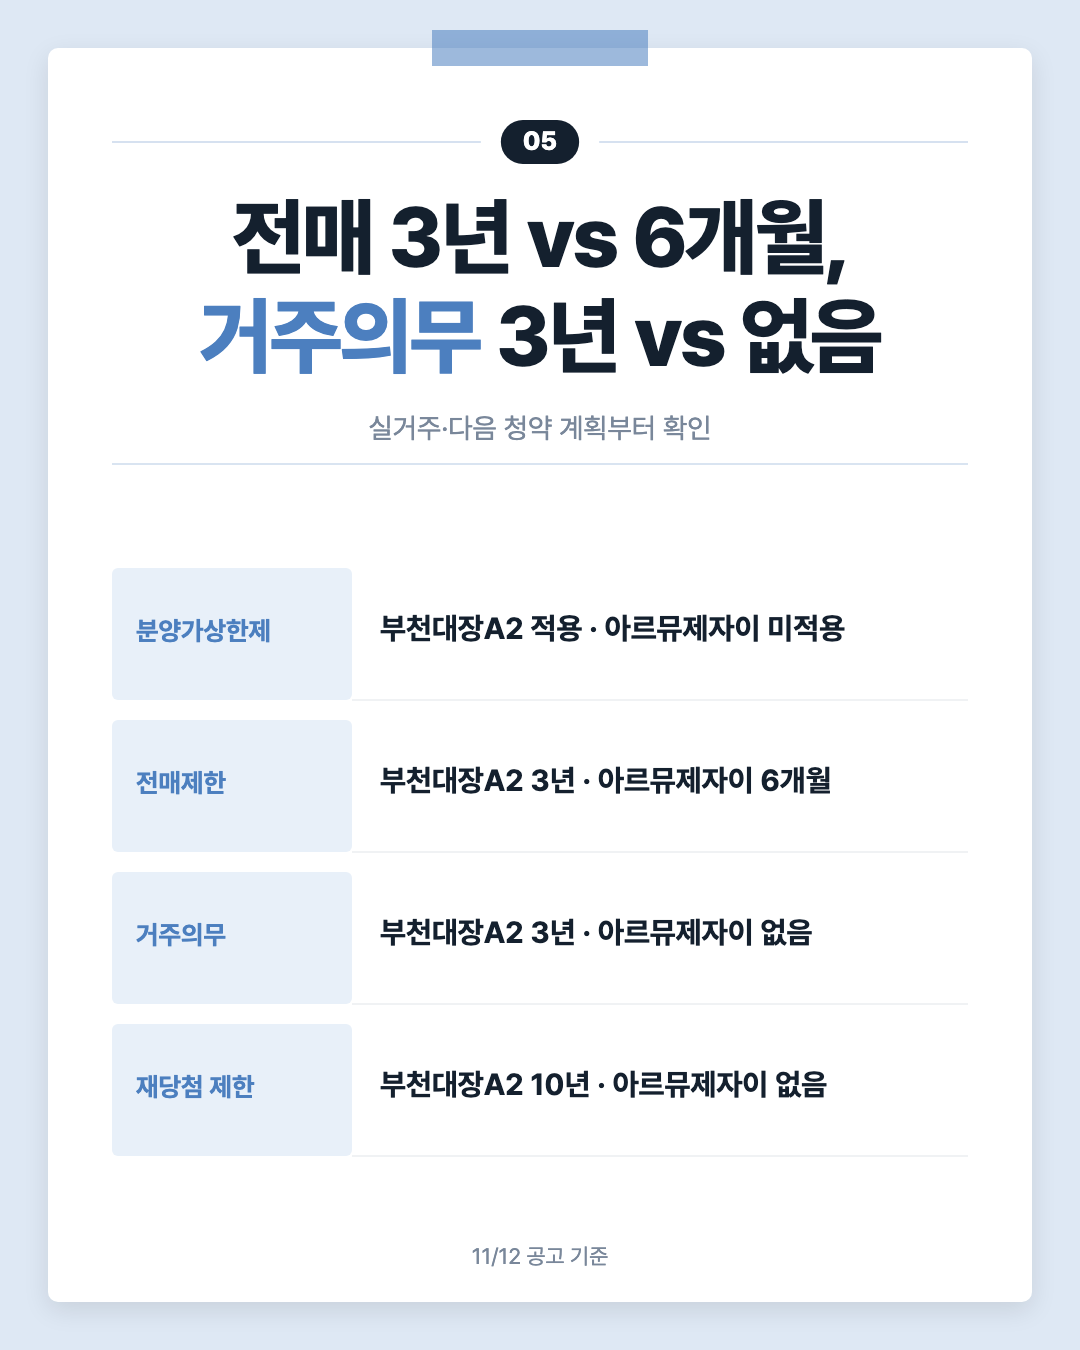 05
전매 3년 vs 6개월,
거주의무 3년 vs 없음
실거주·다음 청약 계획부터 확인
분양가상한제
부천대장A2 적용 · 아르뮤제자이 미적용
전매제한
부천대장A2 3년 · 아르뮤제자이 6개월
거주의무
부천대장A2 3년 · 아르뮤제자이 없음
재당첨 제한
부천대장A2 10년 · 아르뮤제자이 없음
11/12 공고 기준